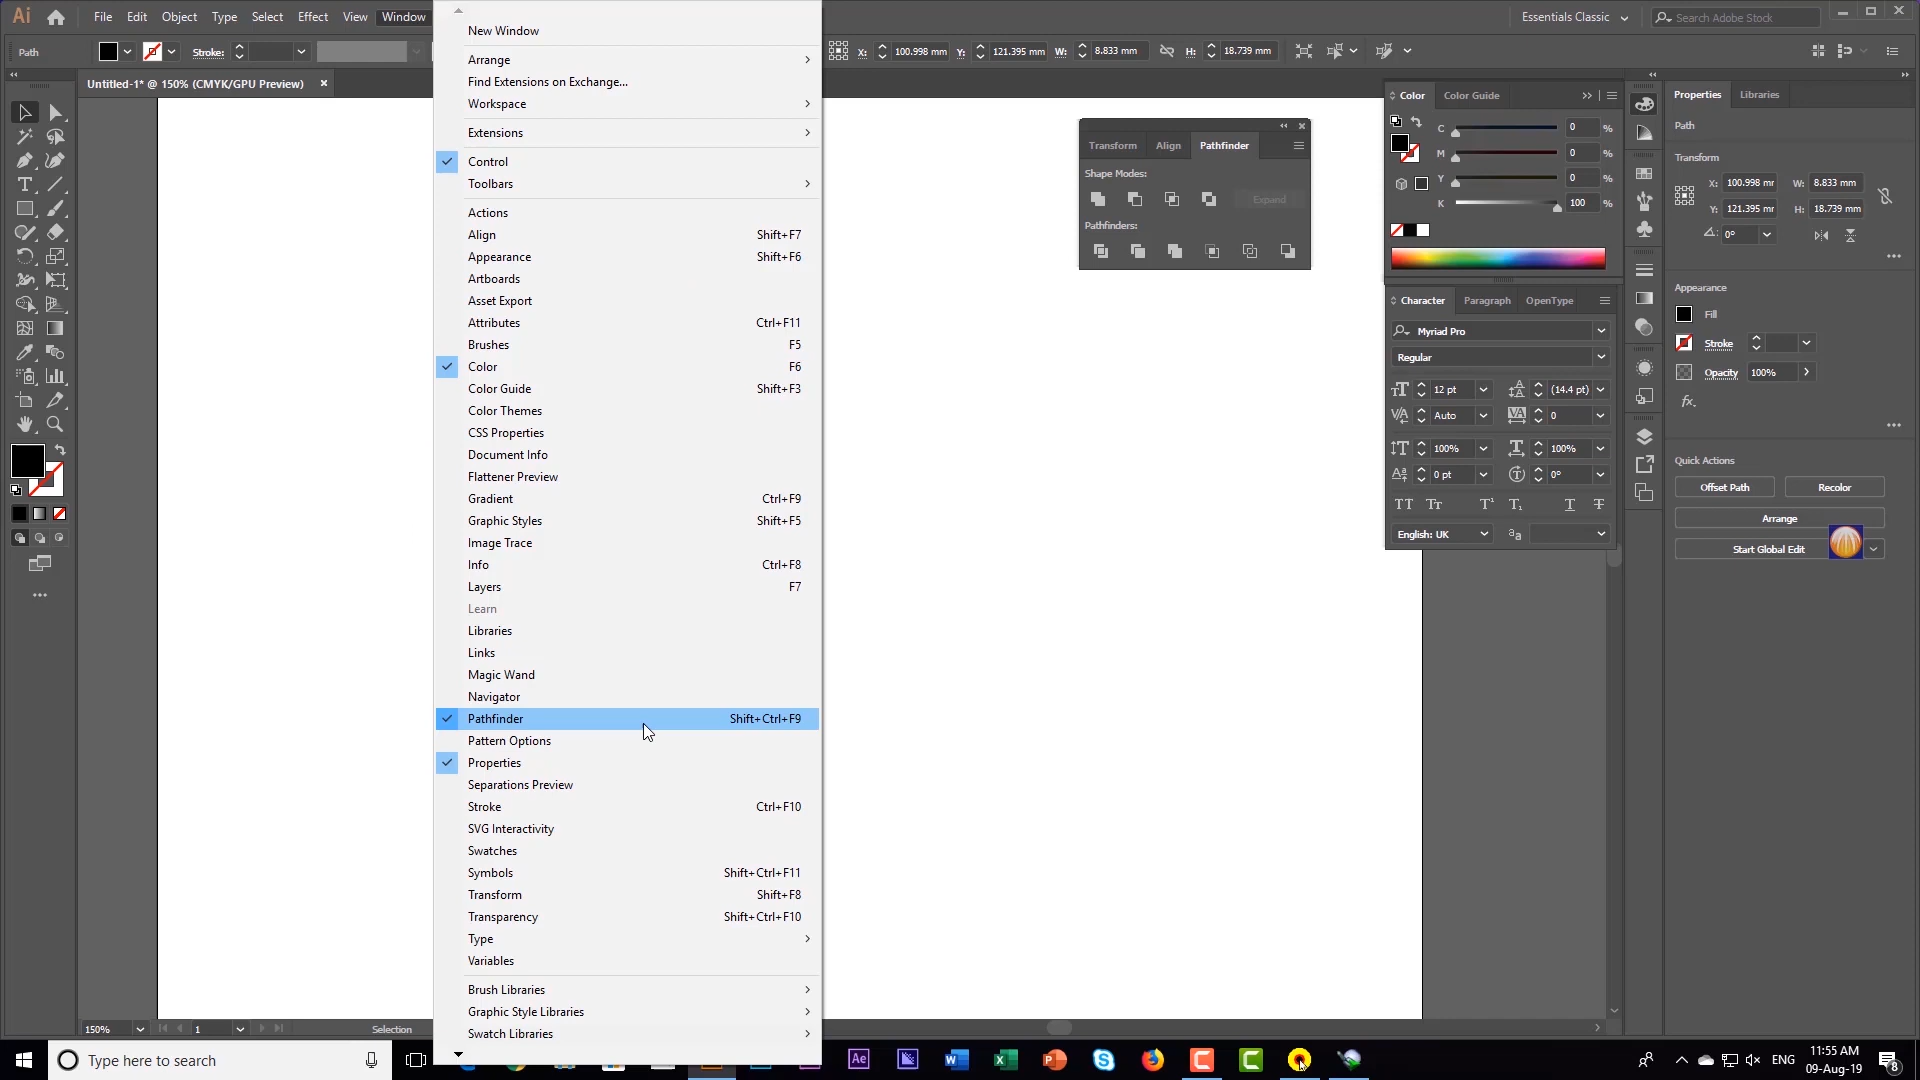 Ai File Edit Object Type Select Effect View Window
Essentials Classic
Search Adobe Stock
Path
Stroke:
X: 100.998 mm Y: 121.395 mm W: 8.833 mm H: 18.739 mm
Untitled-1* @ 150% (CMYK/GPU Preview)
New Window
Arrange
Find Extensions on Exchange...
Workspace
Extensions
Control
Toolbars
Actions
Align Shift+F7
Appearance Shift+F6
Artboards
Asset Export
Attributes Ctrl+F11
Brushes F5
Color F6
Color Guide Shift+F3
Color Themes
CSS Properties
Document Info
Flattener Preview
Gradient Ctrl+F9
Graphic Styles Shift+F5
Image Trace
Info Ctrl+F8
Layers F7
Learn
Libraries
Links
Magic Wand
Navigator
Pathfinder Shift+Ctrl+F9
Pattern Options
Properties
Separations Preview
Stroke Ctrl+F10
SVG Interactivity
Swatches
Symbols Shift+Ctrl+F11
Transform Shift+F8
Transparency Shift+Ctrl+F10
Type
Variables
Brush Libraries
Graphic Style Libraries
Swatch Libraries
Transform Align Pathfinder
Shape Modes:
Expand
Pathfinders:
Color Color Guide
C 0 %
M 0 %
Y 0 %
K 100 %
Character Paragraph OpenType
Myriad Pro
Regular
12 pt (14.4 pt)
Auto 0
100% 100%
0 pt 0°
English: UK
Properties Libraries
Path
Transform
X: 100.998 mr W: 8.833 mm
Y: 121.395 mr H: 18.739 mm
0°
Appearance
Fill
Stroke
Opacity 100%
fx.
Quick Actions
Offset Path Recolor
Arrange
Start Global Edit
150% 1 Selection
Type here to search
Ae
ENG
11:55 AM
09-Aug-19
8